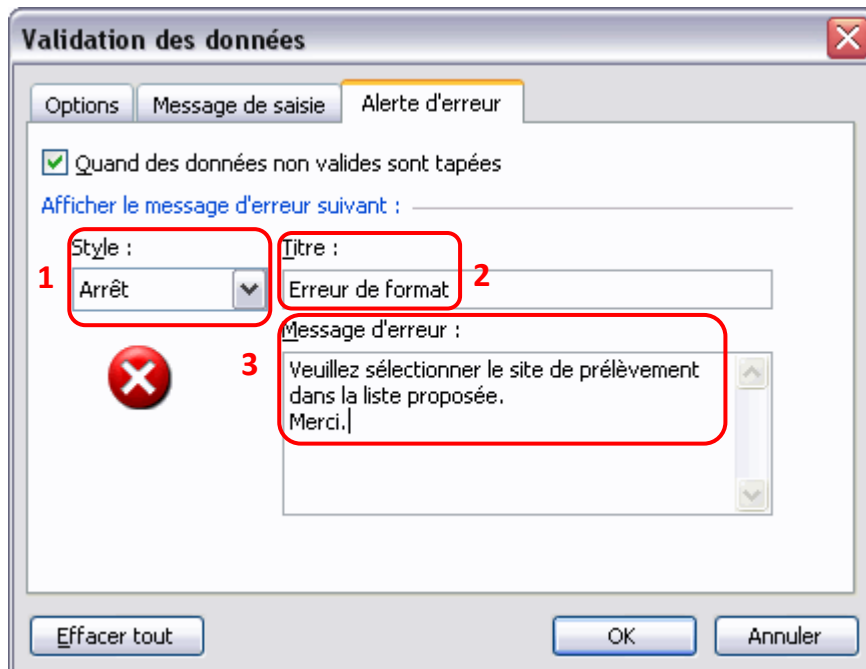 Validation des données
Options
Message de saisie
Alerte d'erreur
Quand des données non valides sont tapées
Afficher le message d'erreur suivant :
1
Style :
Arrêt
Titre :
Erreur de format
2
3
Message d'erreur :
Veuillez sélectionner le site de prélèvement
dans la liste proposée.
Merci.
Effacer tout
OK
Annuler